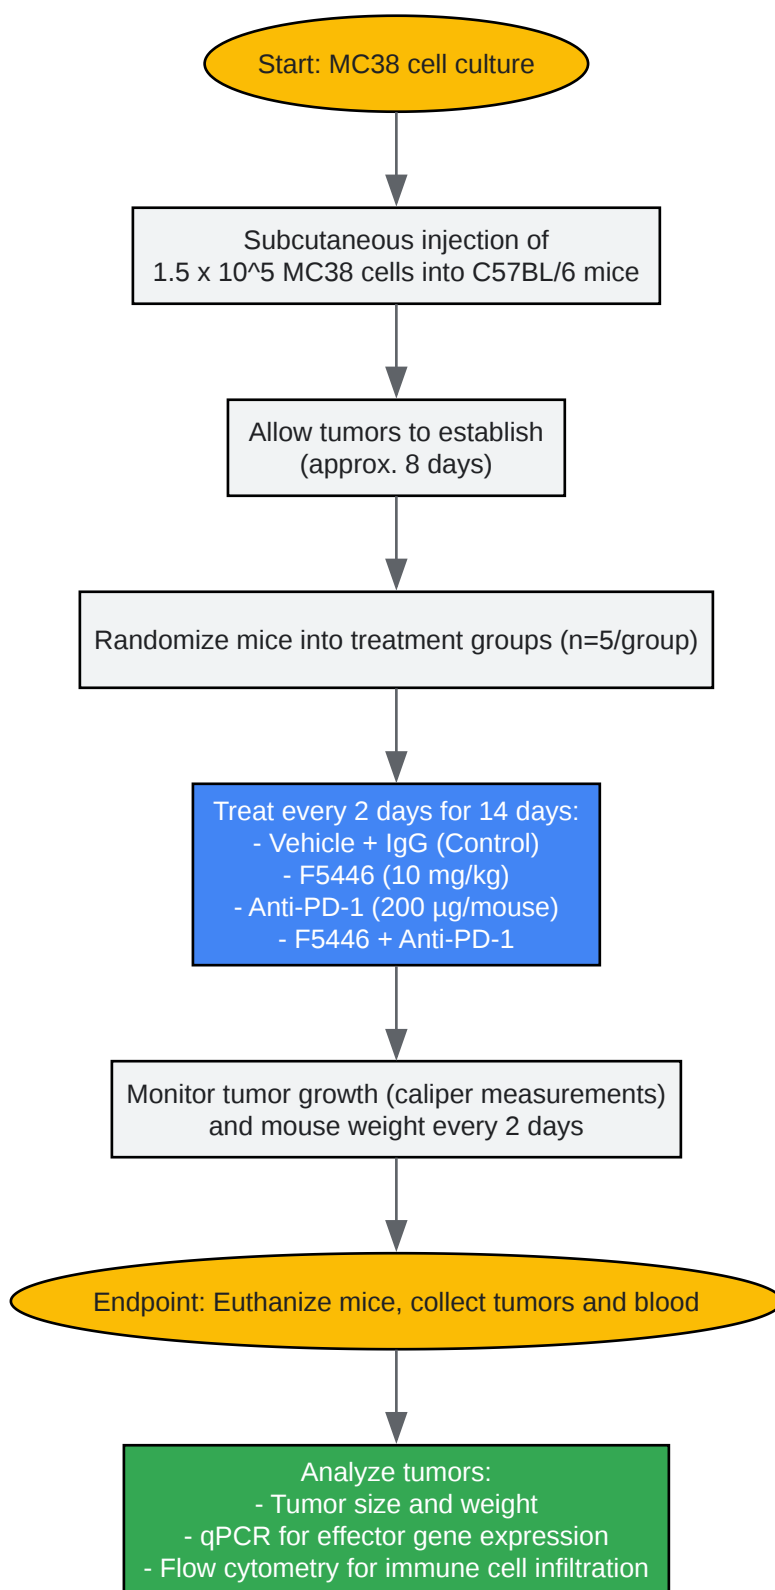 Start: MC38 cell culture
Subcutaneous injection of
1.5 x 10^5 MC38 cells into C57BL/6 mice
Allow tumors to establish
(approx. 8 days)
Randomize mice into treatment groups (n=5/group)
Treat every 2 days for 14 days:
- Vehicle + IgG (Control)
- F5446 (10 mg/kg)
- Anti-PD-1 (200 µg/mouse)
- F5446 + Anti-PD-1
Monitor tumor growth (caliper measurements)
and mouse weight every 2 days
Endpoint: Euthanize mice, collect tumors and blood
Analyze tumors:
- Tumor size and weight
- qPCR for effector gene expression
- Flow cytometry for immune cell infiltration